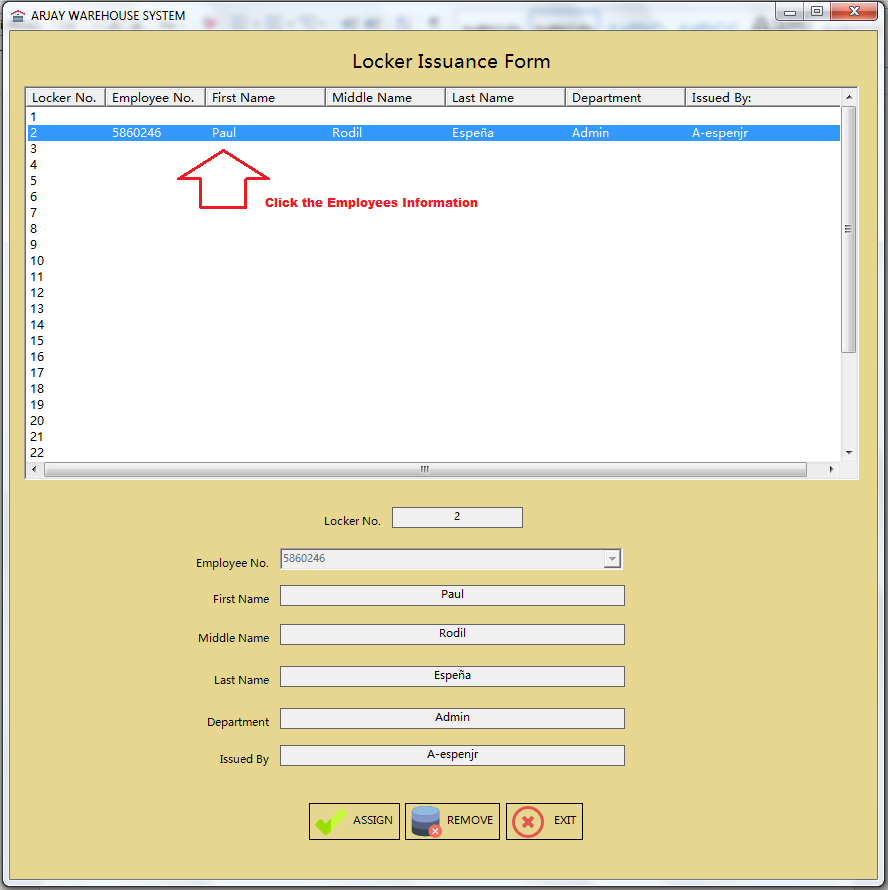 ARJAY WAREHOUSE SYSTEM
Locker Issuance Form
Locker No. Employee No. First Name Middle Name Last Name Department Issued By:
1
2 5860246 Paul Rodil Espeña Admin A-espenjr
3
4
5
6
Click the Employees Information
7
8
9
10
11
12
13
14
15
16
17
18
19
20
21
22
Locker No. 2
Employee No. 5860246
First Name Paul
Middle Name Rodil
Last Name Espeña
Department Admin
Issued By A-espenjr
ASSIGN REMOVE EXIT